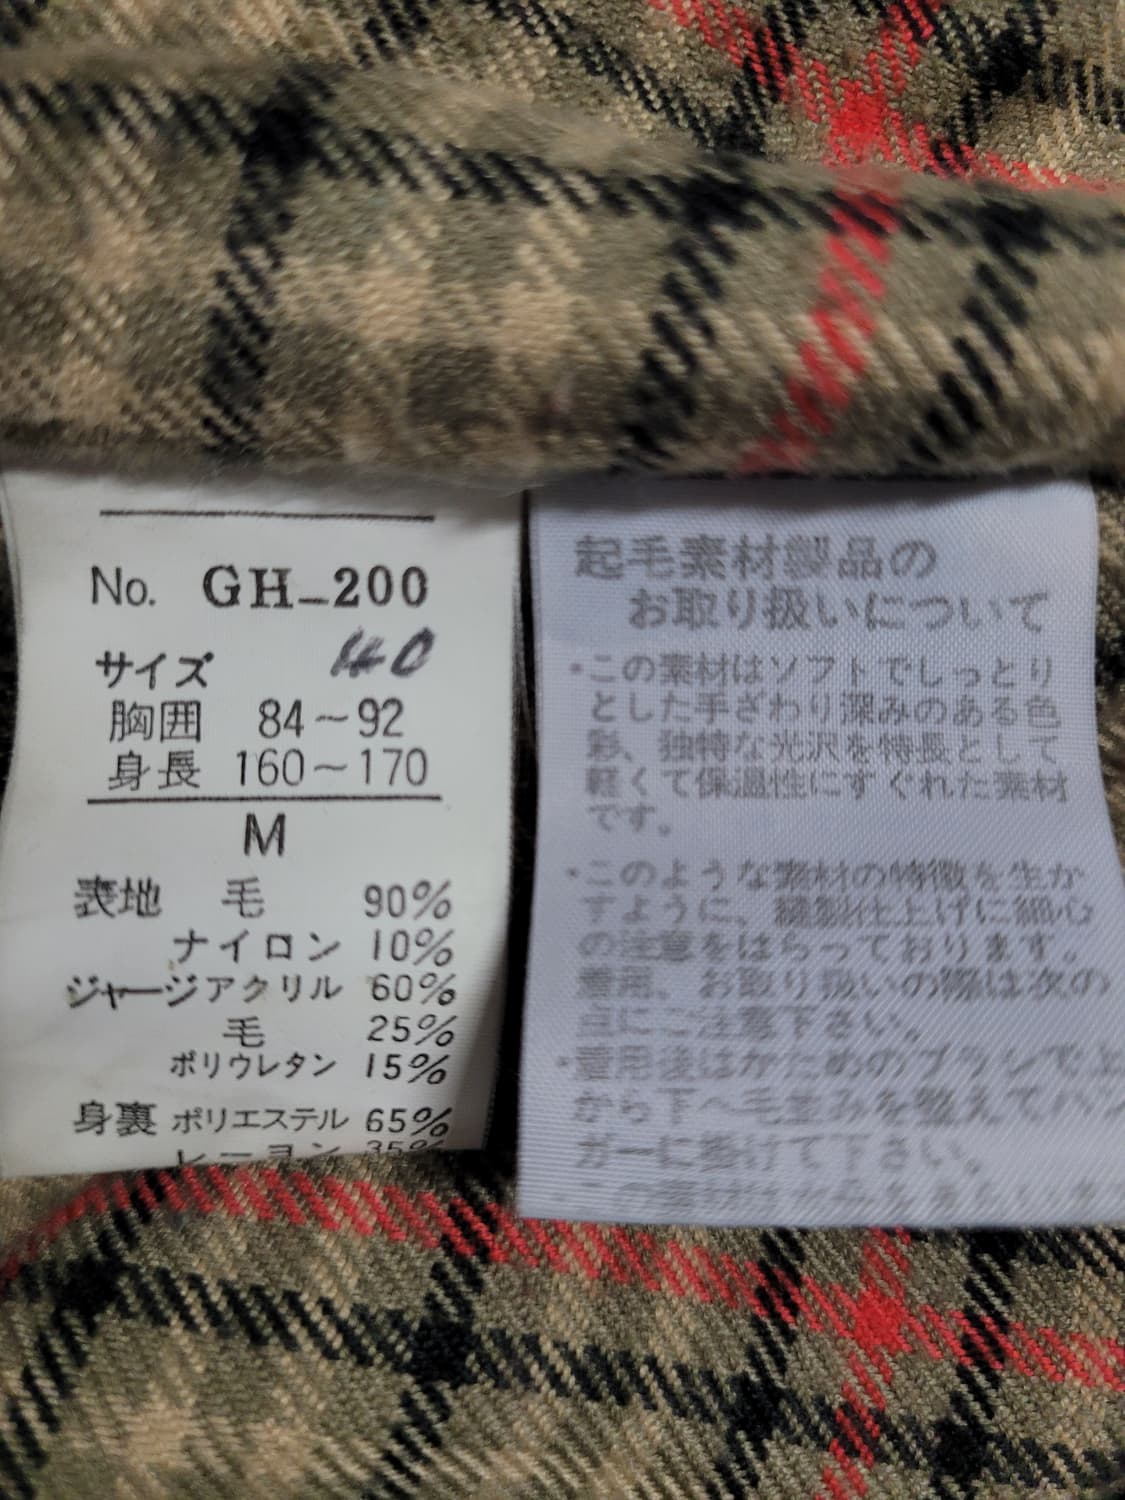 No. GH-200
サイズ
胸囲 84~92
身長 160~170
M
表地 毛 90%
ナイロン 10%
ジャージアクリル 60%
毛 25%
ポリウレタン 15%
身裏 ポリエステル 65%
レーヨン 35%
起毛素材製品の
お取り扱いについて
・この素材はソフトでしっとり
とした手ざわり深みのある色
彩、独特な光沢を特長として
軽くて保温性にすぐれた素材
です。
・このような素材の特徴を生か
すように、縫製仕上げに細心
の注意をはらっております。
着用、お取り扱いの際は次の
点にご注意下さい。
・着用後はかためのブラシで上
から下へ毛並みを整えてハン
ガーに掛けて下さい。